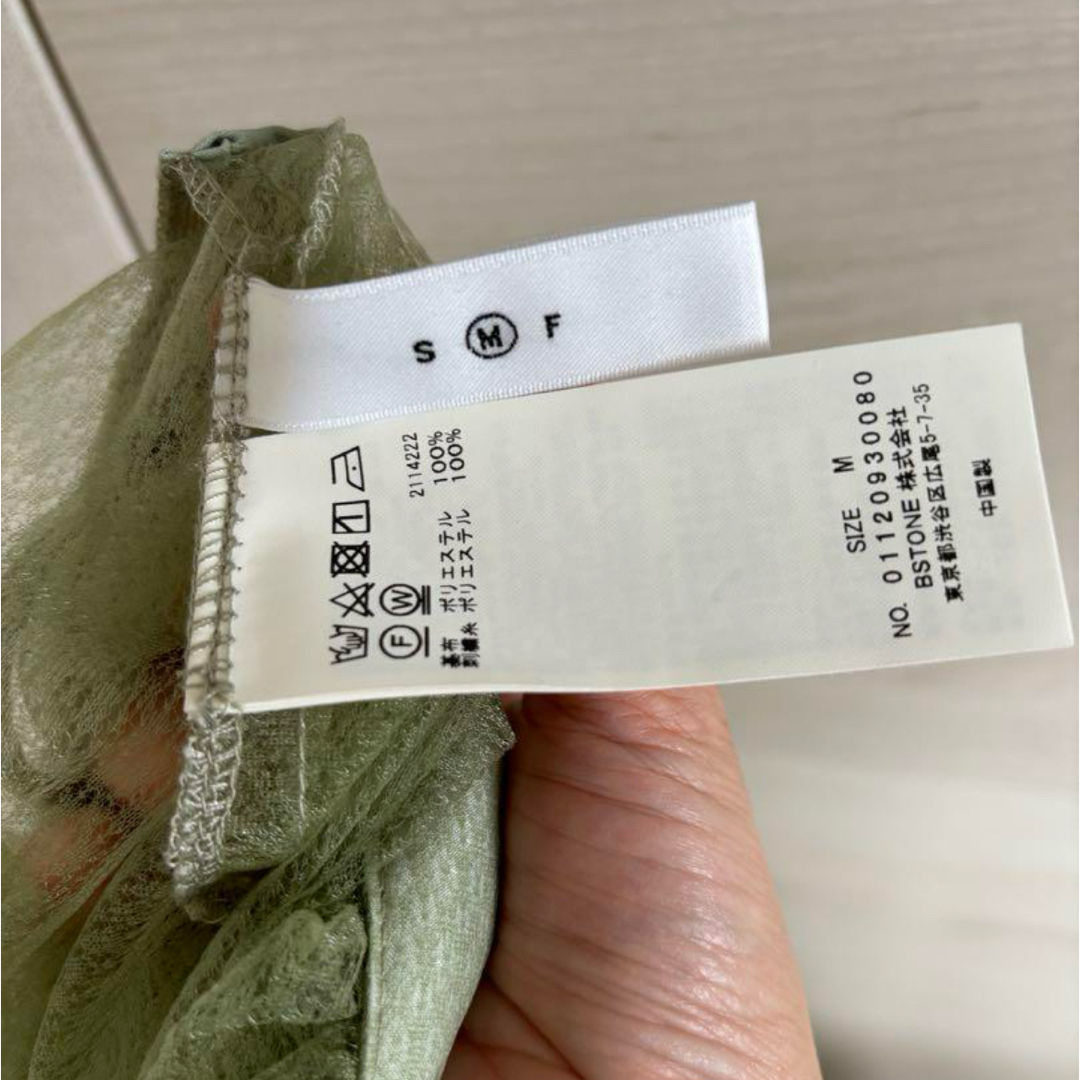 S M F
2114222
基布 ポリエステル 100%
刺繍糸 ポリエステル 100%
SIZE M
NO. 0112093 0080
BSTONE 株式会社
東京都渋谷区広尾5-7-35
中国製